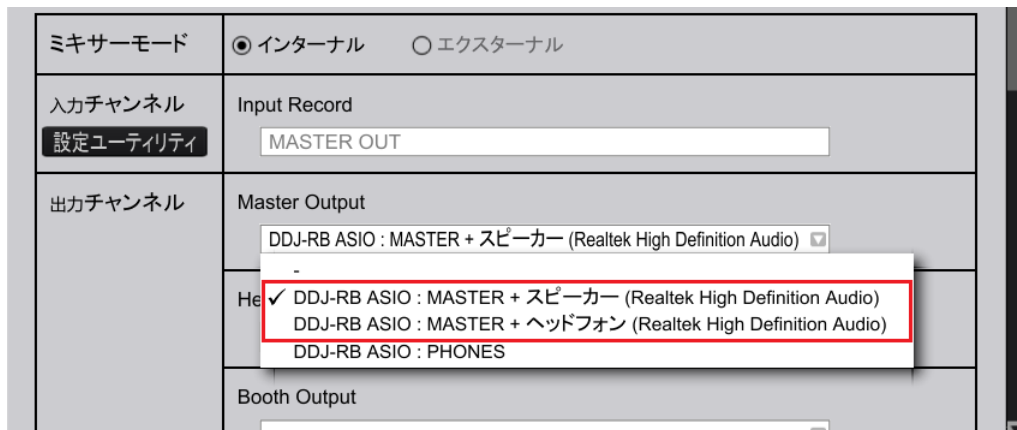 ミキサーモード
インターナル
エクスターナル
入力チャンネル
設定ユーティリティ
Input Record
MASTER OUT
出力チャンネル
Master Output
DDJ-RB ASIO : MASTER + スピーカー (Realtek High Definition Audio)
-
He
✓ DDJ-RB ASIO : MASTER + スピーカー (Realtek High Definition Audio)
DDJ-RB ASIO : MASTER + ヘッドフォン (Realtek High Definition Audio)
DDJ-RB ASIO : PHONES
Booth Output